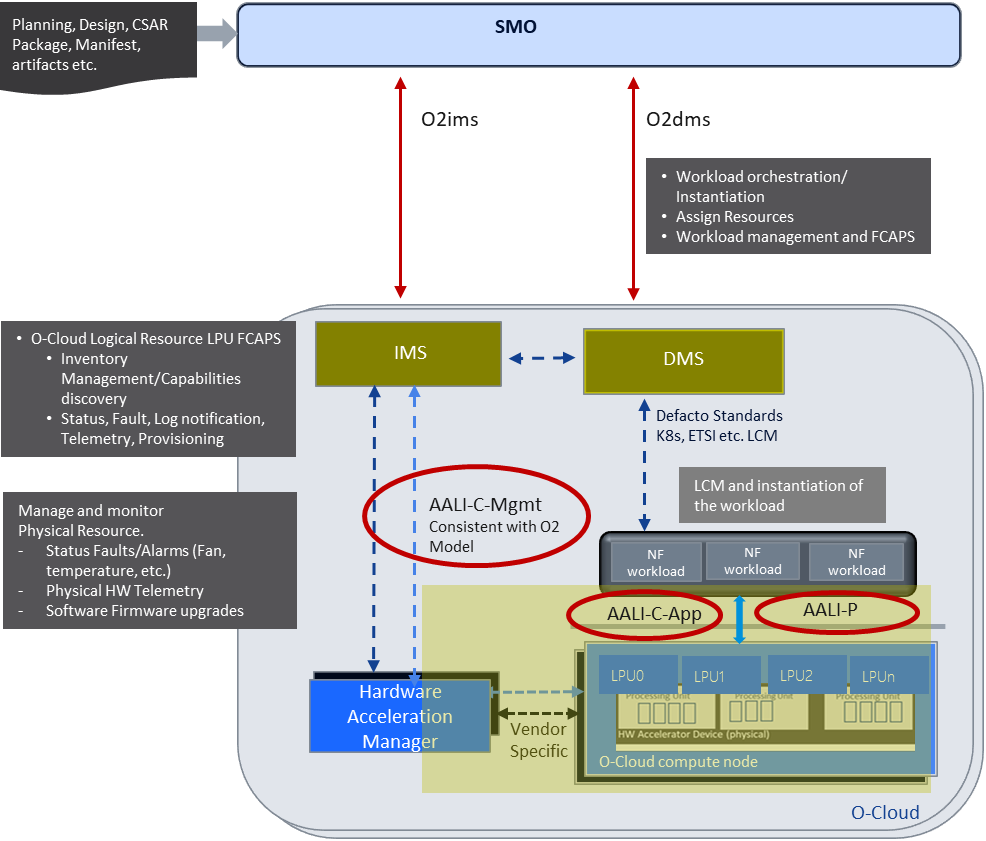 Planning, Design, CSAR
Package, Manifest,
artifacts etc.
SMO
O2ims
O2dms
• Workload orchestration/
Instantiation
• Assign Resources
• Workload management and FCAPS
• O-Cloud Logical Resource LPU FCAPS
• Inventory
Management/Capabilities
discovery
• Status, Fault, Log notification,
Telemetry, Provisioning
IMS
DMS
Defacto Standards
K8s, ETSI etc. LCM
Manage and monitor
Physical Resource.
- Status Faults/Alarms (Fan,
temperature, etc.)
- Physical HW Telemetry
- Software Firmware upgrades
AALI-C-Mgmt
Consistent with O2
Model
LCM and instantiation of
the workload
NF
workload
NF
workload
NF
workload
AALI-C-App
AALI-P
Hardware
Acceleration
Manager
Vendor
Specific
LPU0
LPU1
LPU2
LPUn
Processing Unit
Processing Unit
Processing Unit
HW Accelerator Device (physical)
O-Cloud compute node
O-Cloud